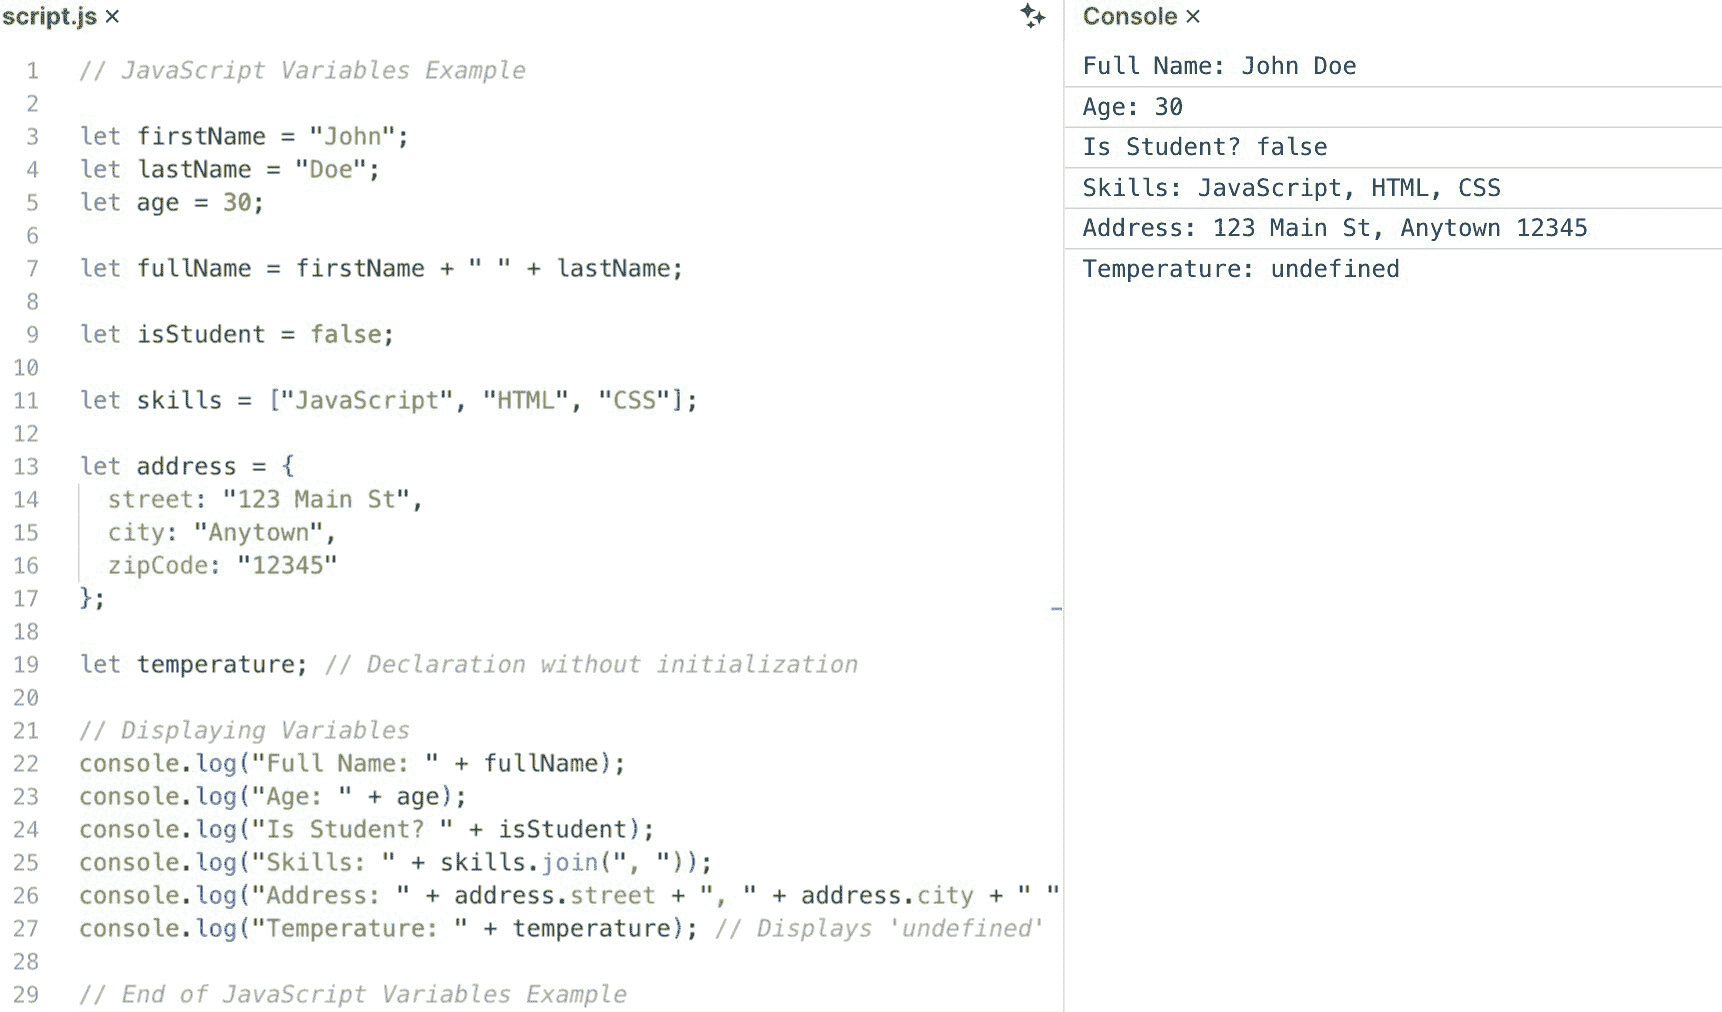 script.js ×
1 // JavaScript Variables Example
2
3 let firstName = "John";
4 let lastName = "Doe";
5 let age = 30;
6
7 let fullName = firstName + " " + lastName;
8
9 let isStudent = false;
10
11 let skills = ["JavaScript", "HTML", "CSS"];
12
13 let address = {
14   street: "123 Main St",
15   city: "Anytown",
16   zipCode: "12345"
17 };
18
19 let temperature; // Declaration without initialization
20
21 // Displaying Variables
22 console.log("Full Name: " + fullName);
23 console.log("Age: " + age);
24 console.log("Is Student? " + isStudent);
25 console.log("Skills: " + skills.join(", "));
26 console.log("Address: " + address.street + ", " + address.city + " "
27 console.log("Temperature: " + temperature); // Displays 'undefined'
28
29 // End of JavaScript Variables Example
Console ×
Full Name: John Doe
Age: 30
Is Student? false
Skills: JavaScript, HTML, CSS
Address: 123 Main St, Anytown 12345
Temperature: undefined